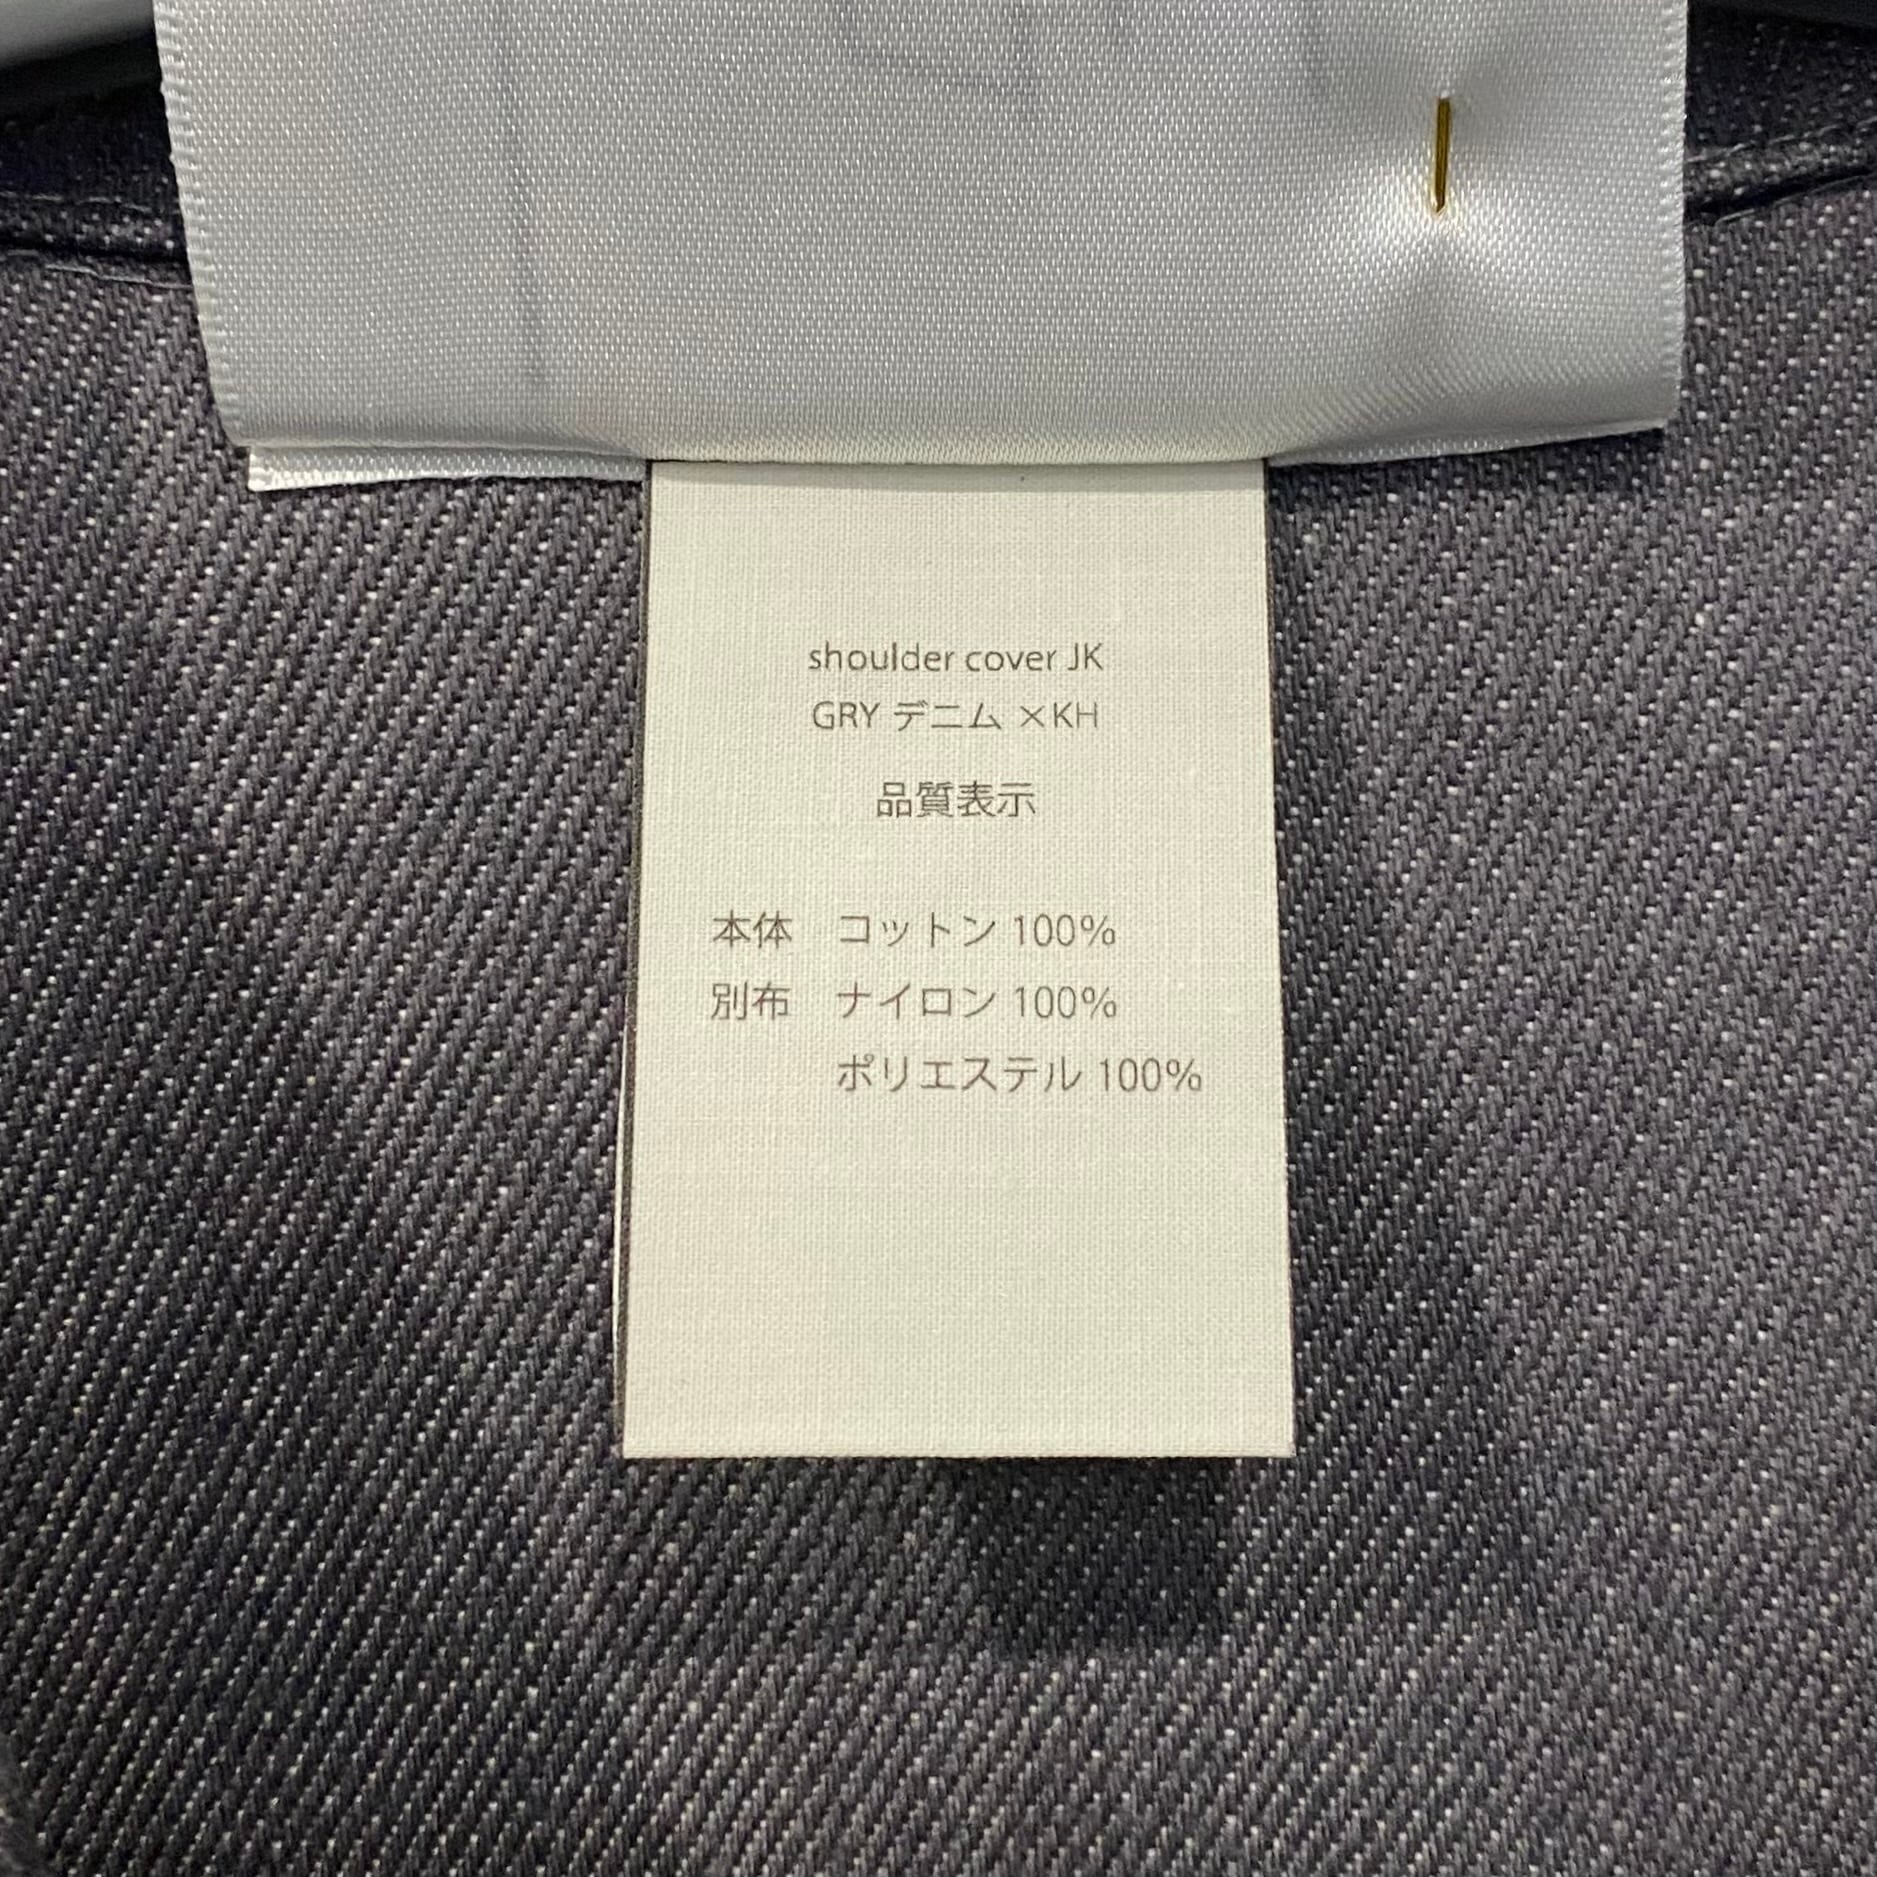 shoulder cover JK
GRY デニム ×KH
品質表示
本体　コットン 100%
別布　ナイロン 100%
ポリエステル 100%